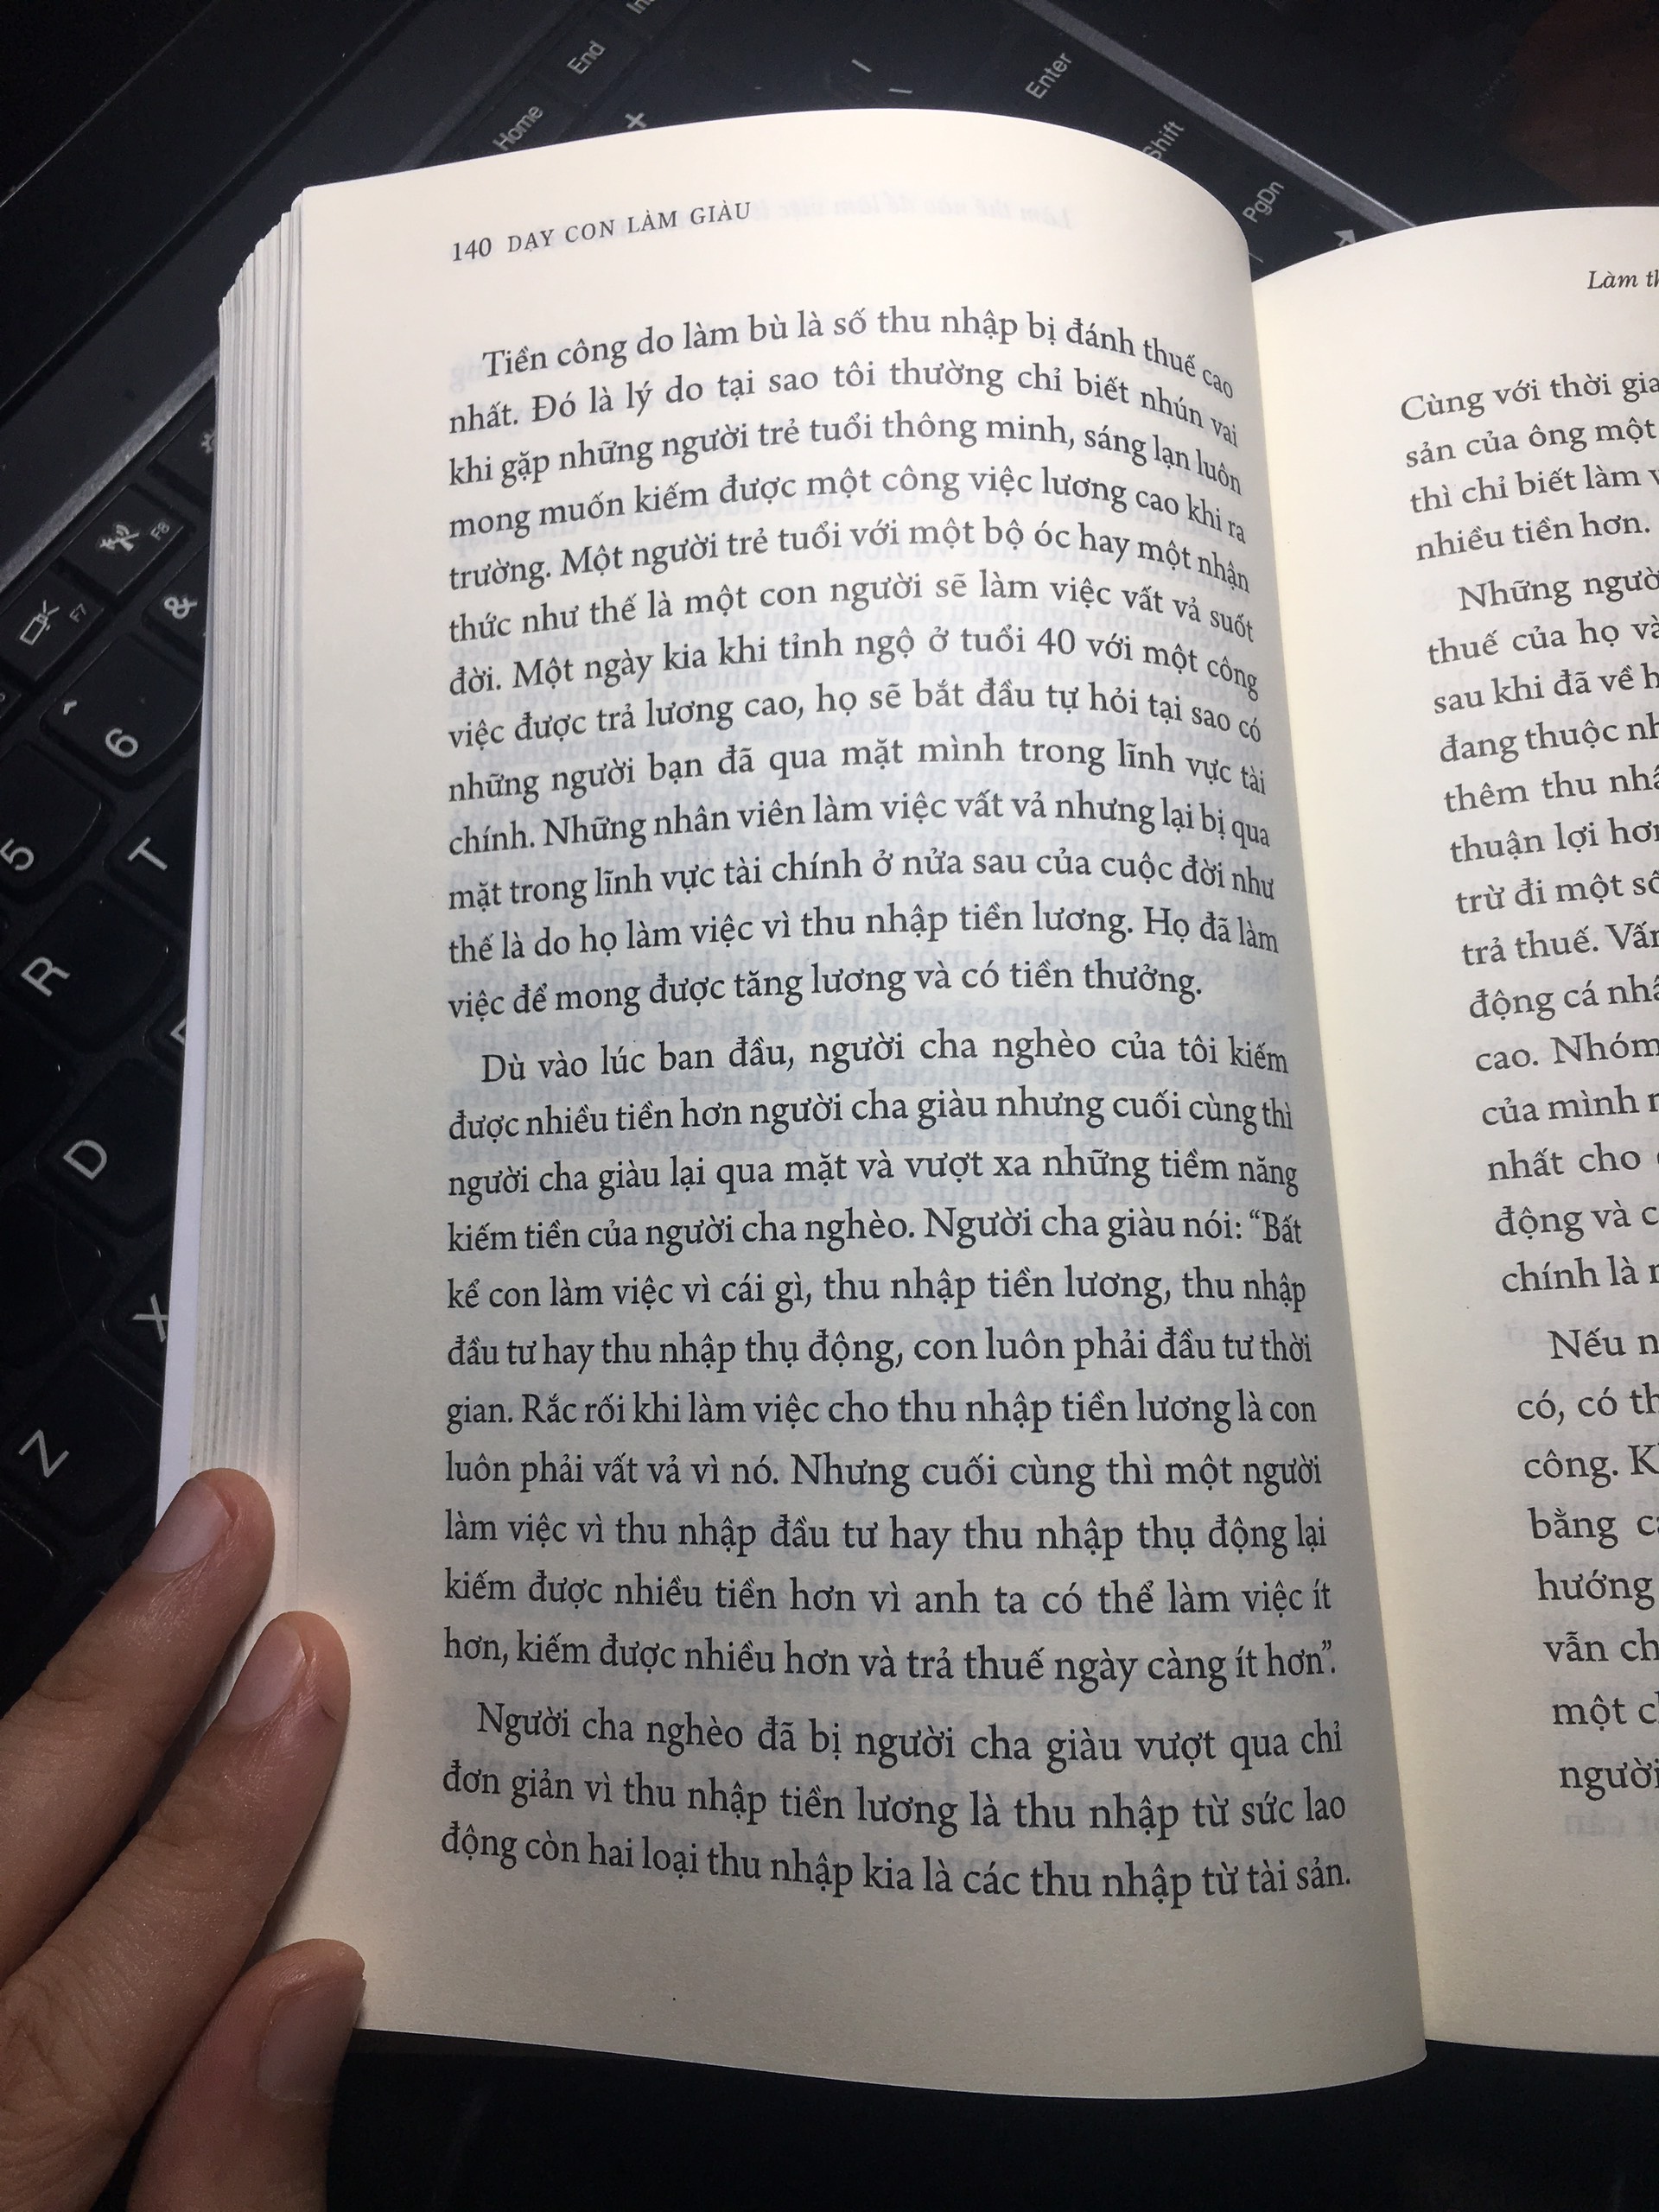 End
Home
Enter
Shift
PgDn
F8
F7
&
6
5
T
R
D
X
Z
140 DẠY CON LÀM GIÀU
Tiền công do làm bù là số thu nhập bị đánh thuế cao
nhất. Đó là lý do tại sao tôi thường chỉ biết nhún vai
khi gặp những người trẻ tuổi thông minh, sáng lạn luôn
mong muốn kiếm được một công việc lương cao khi ra
trường. Một người trẻ tuổi với một bộ óc hay một nhận
thức như thế là một con người sẽ làm việc vất vả suốt
đời. Một ngày kia khi tỉnh ngộ ở tuổi 40 với một công
việc được trả lương cao, họ sẽ bắt đầu tự hỏi tại sao có
những người bạn đã qua mặt mình trong lĩnh vực tài
chính. Những nhân viên làm việc vất vả nhưng lại bị qua
mặt trong lĩnh vực tài chính ở nửa sau của cuộc đời như
thế là do họ làm việc vì thu nhập tiền lương. Họ đã làm
việc để mong được tăng lương và có tiền thưởng.
Dù vào lúc ban đầu, người cha nghèo của tôi kiếm
được nhiều tiền hơn người cha giàu nhưng cuối cùng thì
người cha giàu lại qua mặt và vượt xa những tiềm năng
kiếm tiền của người cha nghèo. Người cha giàu nói: “Bất
kể con làm việc vì cái gì, thu nhập tiền lương, thu nhập
đầu tư hay thu nhập thụ động, con luôn phải đầu tư thời
gian. Rắc rối khi làm việc cho thu nhập tiền lương là con
luôn phải vất vả vì nó. Nhưng cuối cùng thì một người
làm việc vì thu nhập đầu tư hay thu nhập thụ động lại
kiếm được nhiều tiền hơn vì anh ta có thể làm việc ít
hơn, kiếm được nhiều hơn và trả thuế ngày càng ít hơn”.
Người cha nghèo đã bị người cha giàu vượt qua chỉ
đơn giản vì thu nhập tiền lương là thu nhập từ sức lao
động còn hai loại thu nhập kia là các thu nhập từ tài sản.
Làm
Cùng với thời
sản của ông một
thì chỉ biết làm
nhiều tiền hơn.
Những
thuế của họ
sau khi đã về
đang thuộc
thêm thu
thuận lợi
trừ đi một
trả thuế.
động cá
cao. Nhóm
của mình
nhất cho
động và
chính là
Nếu
có, có
công.
bằng
hướng
vẫn
một
người